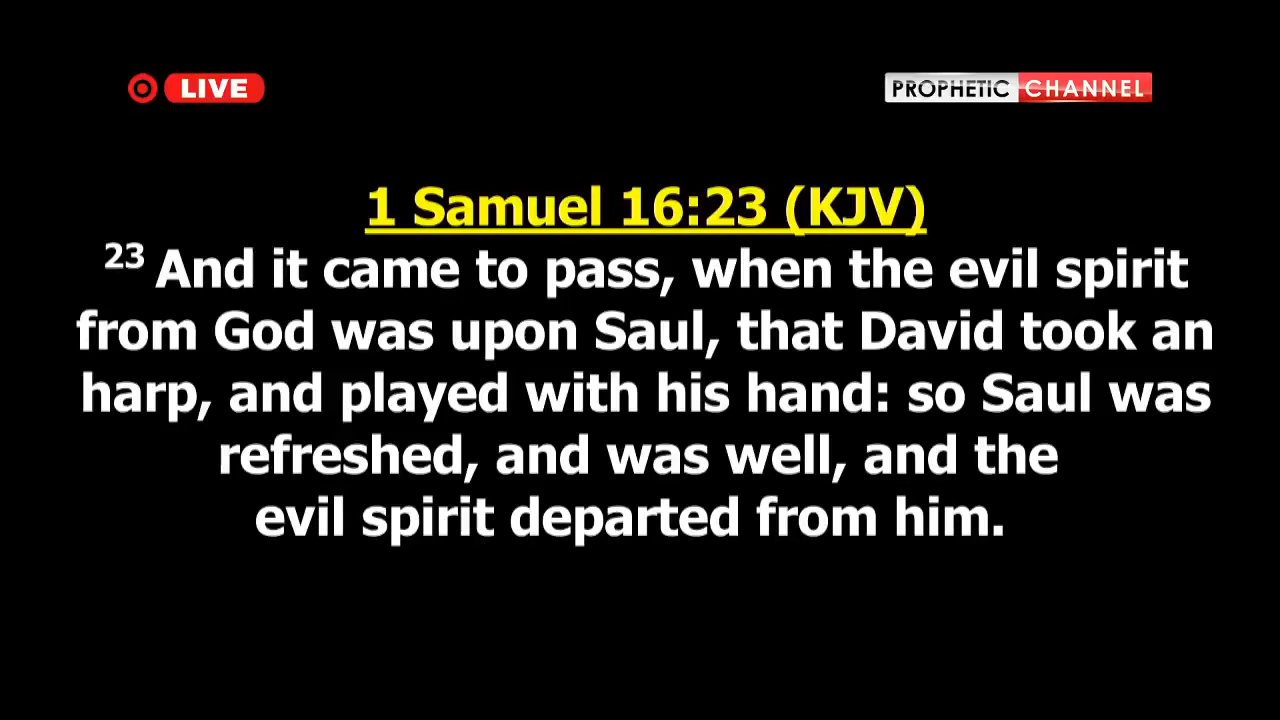 LIVE
PROPHETIC CHANNEL
1 Samuel 16:23 (KJV)
23 And it came to pass, when the evil spirit
from God was upon Saul, that David took an
harp, and played with his hand: so Saul was
refreshed, and was well, and the
evil spirit departed from him.